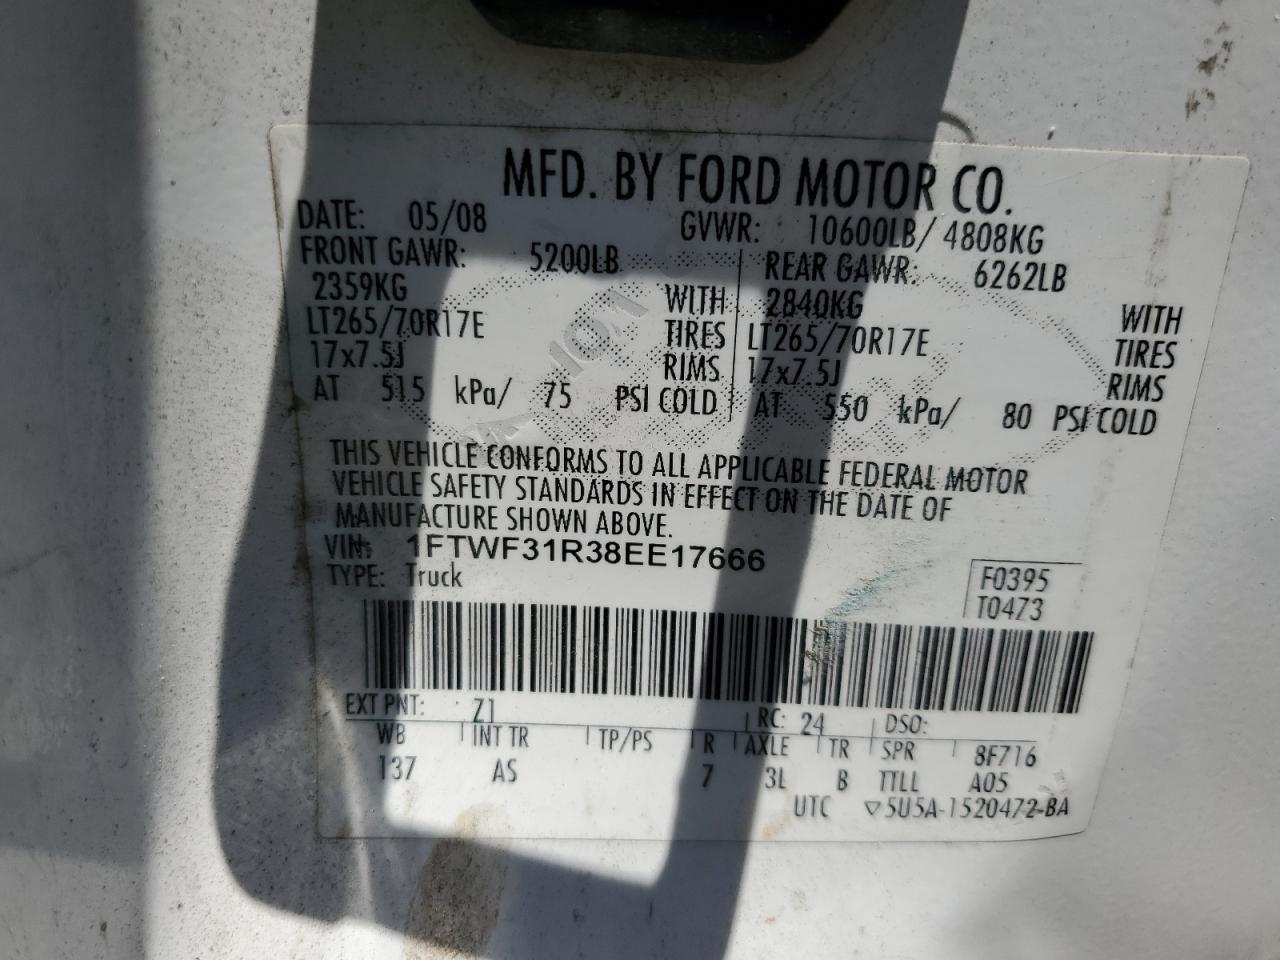 MFD. BY FORD MOTOR CO.
DATE: 05/08 GVWR: 10600LB/ 4808KG
FRONT GAWR: 5200LB REAR GAWR: 6262LB
2359KG WITH 2840KG WITH
LT265/70R17E TIRES LT265/70R17E TIRES
17x7.5J RIMS 17x7.5J RIMS
AT 515 kPa/ 75 PSI COLD AT 550 kPa/ 80 PSI COLD
THIS VEHICLE CONFORMS TO ALL APPLICABLE FEDERAL MOTOR
VEHICLE SAFETY STANDARDS IN EFFECT ON THE DATE OF
MANUFACTURE SHOWN ABOVE.
VIN: 1FTWF31R38EE17666
TYPE: Truck
F0395
T0473
EXT PNT: Z1 RC: 24 DSO:
WB INT TR TP/PS R AXLE TR SPR 8F716
137 AS 7 3L B TTLL A05
UTC ▽5U5A-1520472-BA